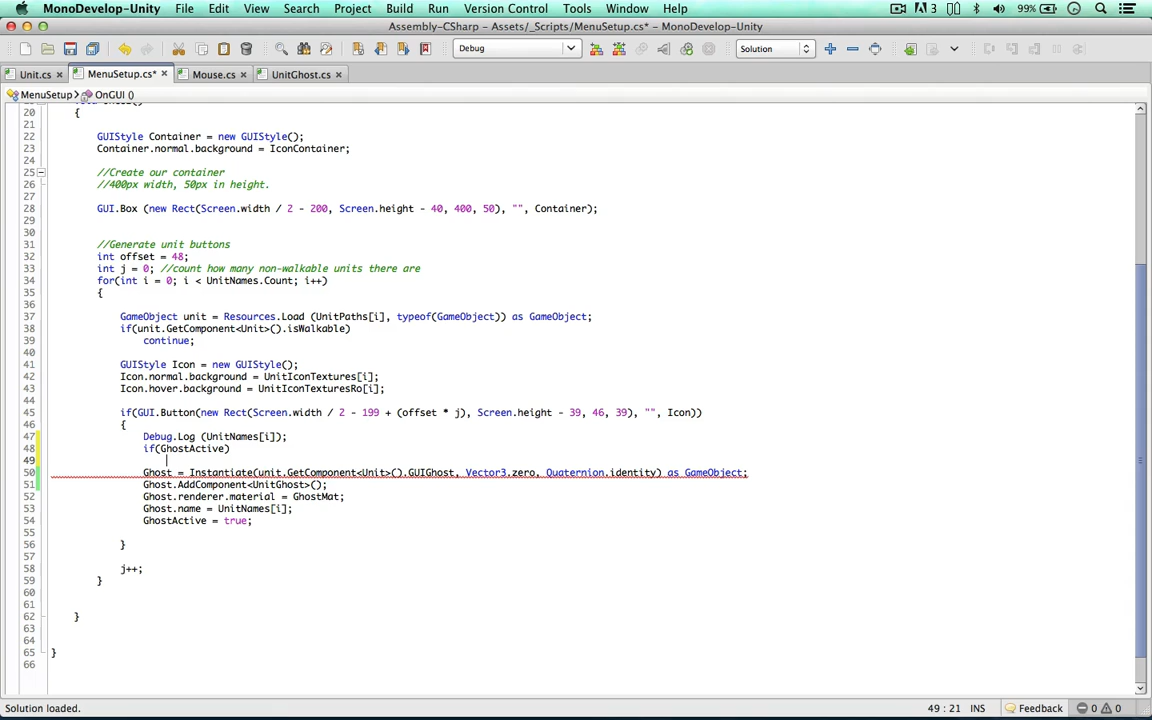 MonoDevelop-Unity File Edit View Search Project Build Run Version Control Tools Window Help 3 99%
Assembly-CSharp - Assets/_Scripts/MenuSetup.cs* - MonoDevelop-Unity
Debug Solution
Unit.cs MenuSetup.cs* Mouse.cs UnitGhost.cs
MenuSetup OnGUI ()
20 {
21
22 GUIStyle Container = new GUIStyle();
23 Container.normal.background = IconContainer;
24
25 //Create our container
26 //400px width, 50px in height.
27
28 GUI.Box (new Rect(Screen.width / 2 - 200, Screen.height - 40, 400, 50), "", Container);
29
30
31 //Generate unit buttons
32 int offset = 48;
33 int j = 0; //count how many non-walkable units there are
34 for(int i = 0; i < UnitNames.Count; i++)
35 {
36
37 GameObject unit = Resources.Load (UnitPaths[i], typeof(GameObject)) as GameObject;
38 if(unit.GetComponent<Unit>().isWalkable)
39 continue;
40
41 GUIStyle Icon = new GUIStyle();
42 Icon.normal.background = UnitIconTextures[i];
43 Icon.hover.background = UnitIconTexturesRo[i];
44
45 if(GUI.Button(new Rect(Screen.width / 2 - 199 + (offset * j), Screen.height - 39, 46, 39), "", Icon))
46 {
47 Debug.Log (UnitNames[i]);
48 if(GhostActive)
49
50 Ghost = Instantiate(unit.GetComponent<Unit>().GUIGhost, Vector3.zero, Quaternion.identity) as GameObject;
51 Ghost.AddComponent<UnitGhost>();
52 Ghost.renderer.material = GhostMat;
53 Ghost.name = UnitNames[i];
54 GhostActive = true;
55
56 }
57
58 j++;
59 }
60
61
62 }
63
64
65 }
66
Solution loaded. 49 : 21 INS Feedback 0 0